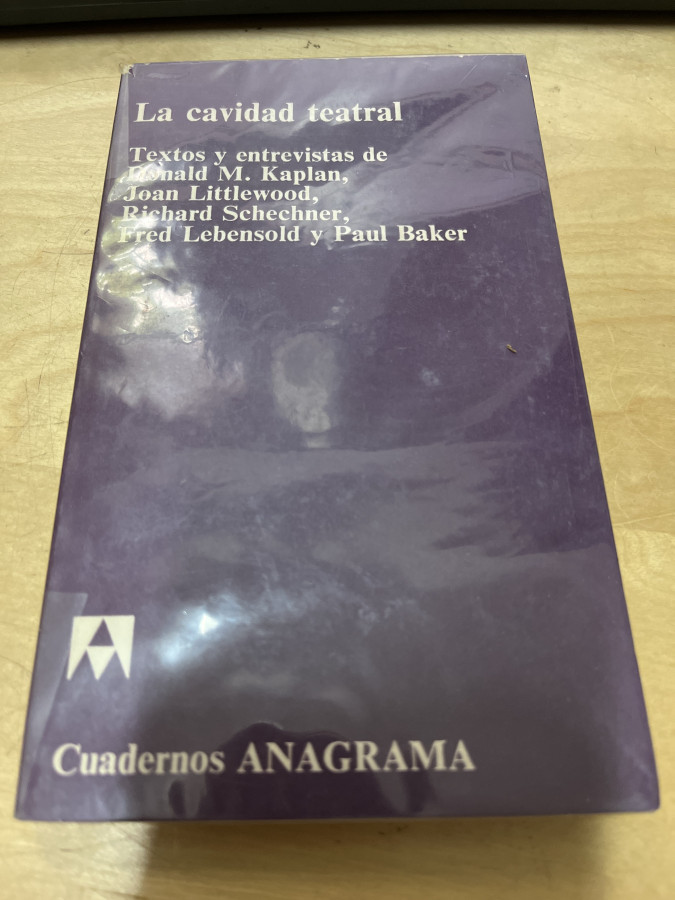 La cavidad teatral
Textos y entrevistas de
Donald M. Kaplan,
Joan Littlewood,
Richard Schechner,
Fred Lebensold y Paul Baker
Cuadernos ANAGRAMA